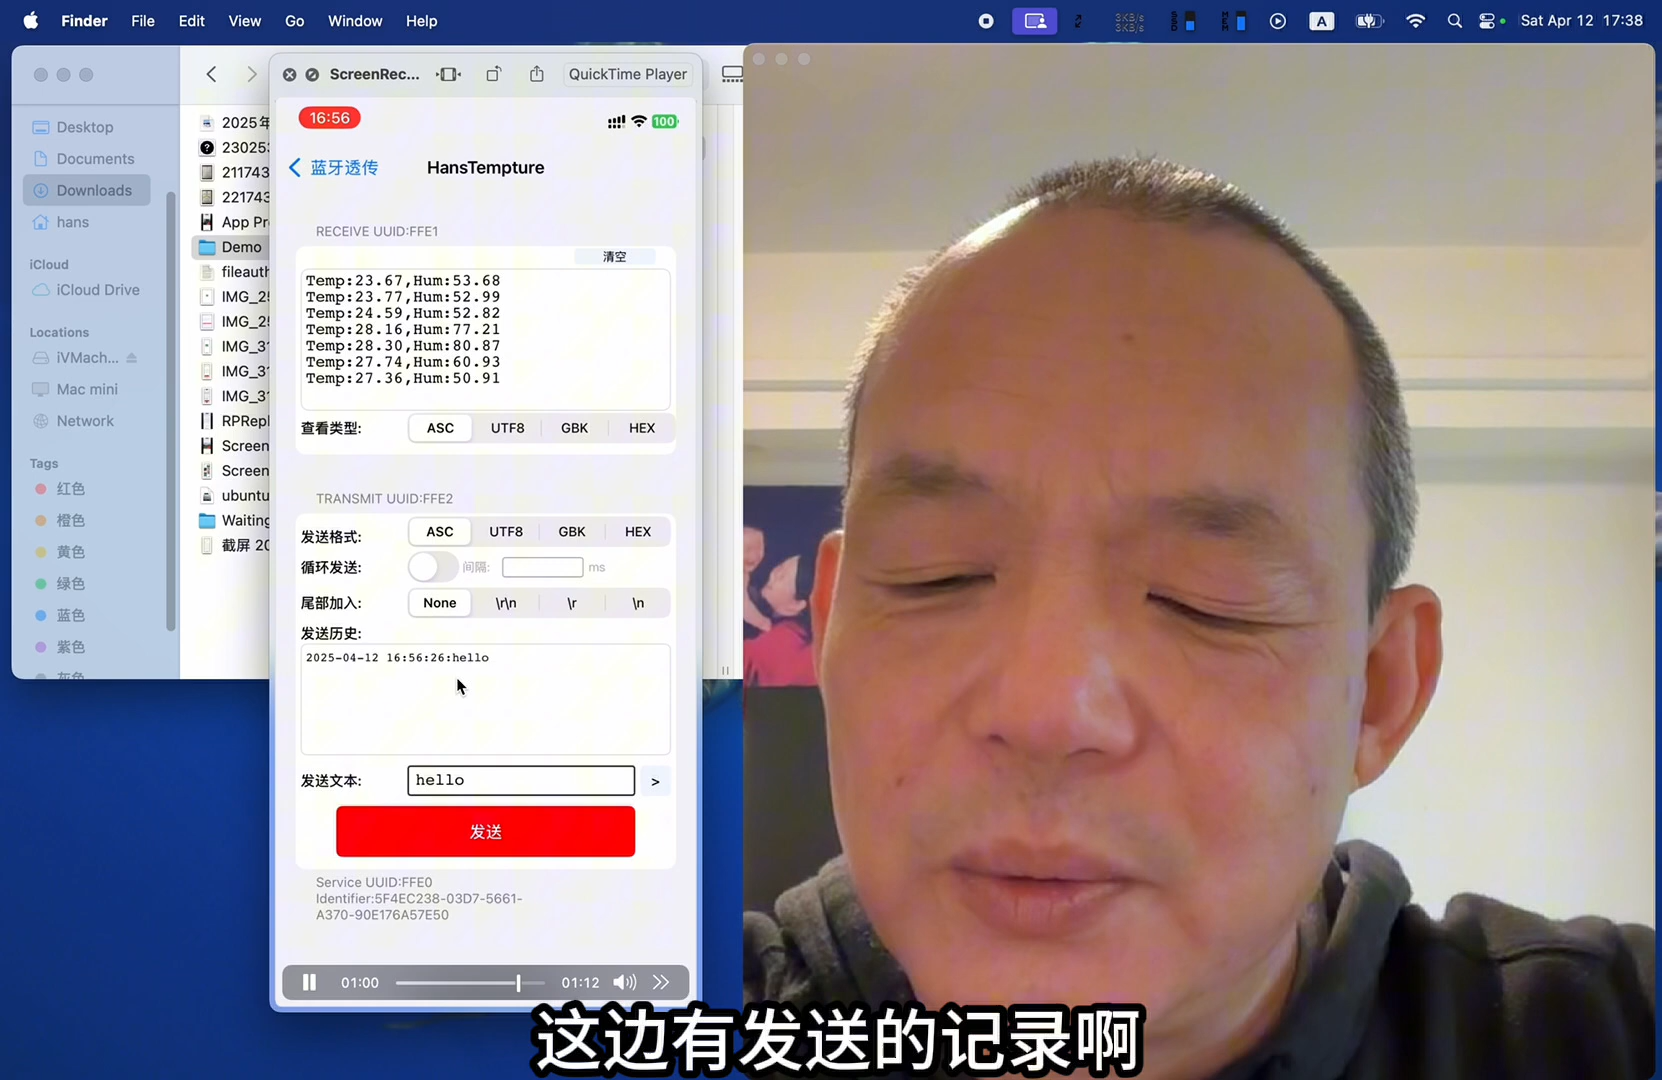 Finder File Edit View Go Window Help
3KB/s
3KB/s
A
Sat Apr 12 17:38
Desktop
Documents
Downloads
hans
iCloud
iCloud Drive
Locations
iVMach...
Mac mini
Network
Tags
红色
橙色
黄色
绿色
蓝色
紫色
灰色
2025年
23025
211743
221743
App Pr
Demo
fileauth
IMG_25
IMG_25
IMG_31
IMG_31
IMG_31
RPRepl
Screen
Screen
ubuntu
Waiting
截屏 20
ScreenRec... QuickTime Player
16:56
100
蓝牙透传 HansTempture
RECEIVE UUID:FFE1
清空
Temp:23.67,Hum:53.68
Temp:23.77,Hum:52.99
Temp:24.59,Hum:52.82
Temp:28.16,Hum:77.21
Temp:28.30,Hum:80.87
Temp:27.74,Hum:60.93
Temp:27.36,Hum:50.91
查看类型: ASC UTF8 GBK HEX
TRANSMIT UUID:FFE2
发送格式: ASC UTF8 GBK HEX
循环发送: 间隔: ms
尾部加入: None \r\n \r \n
发送历史:
2025-04-12 16:56:26:hello
发送文本: hello >
发送
Service UUID:FFE0
Identifier:5F4EC238-03D7-5661-
A370-90E176A57E50
01:00 01:12
这边有发送的记录啊